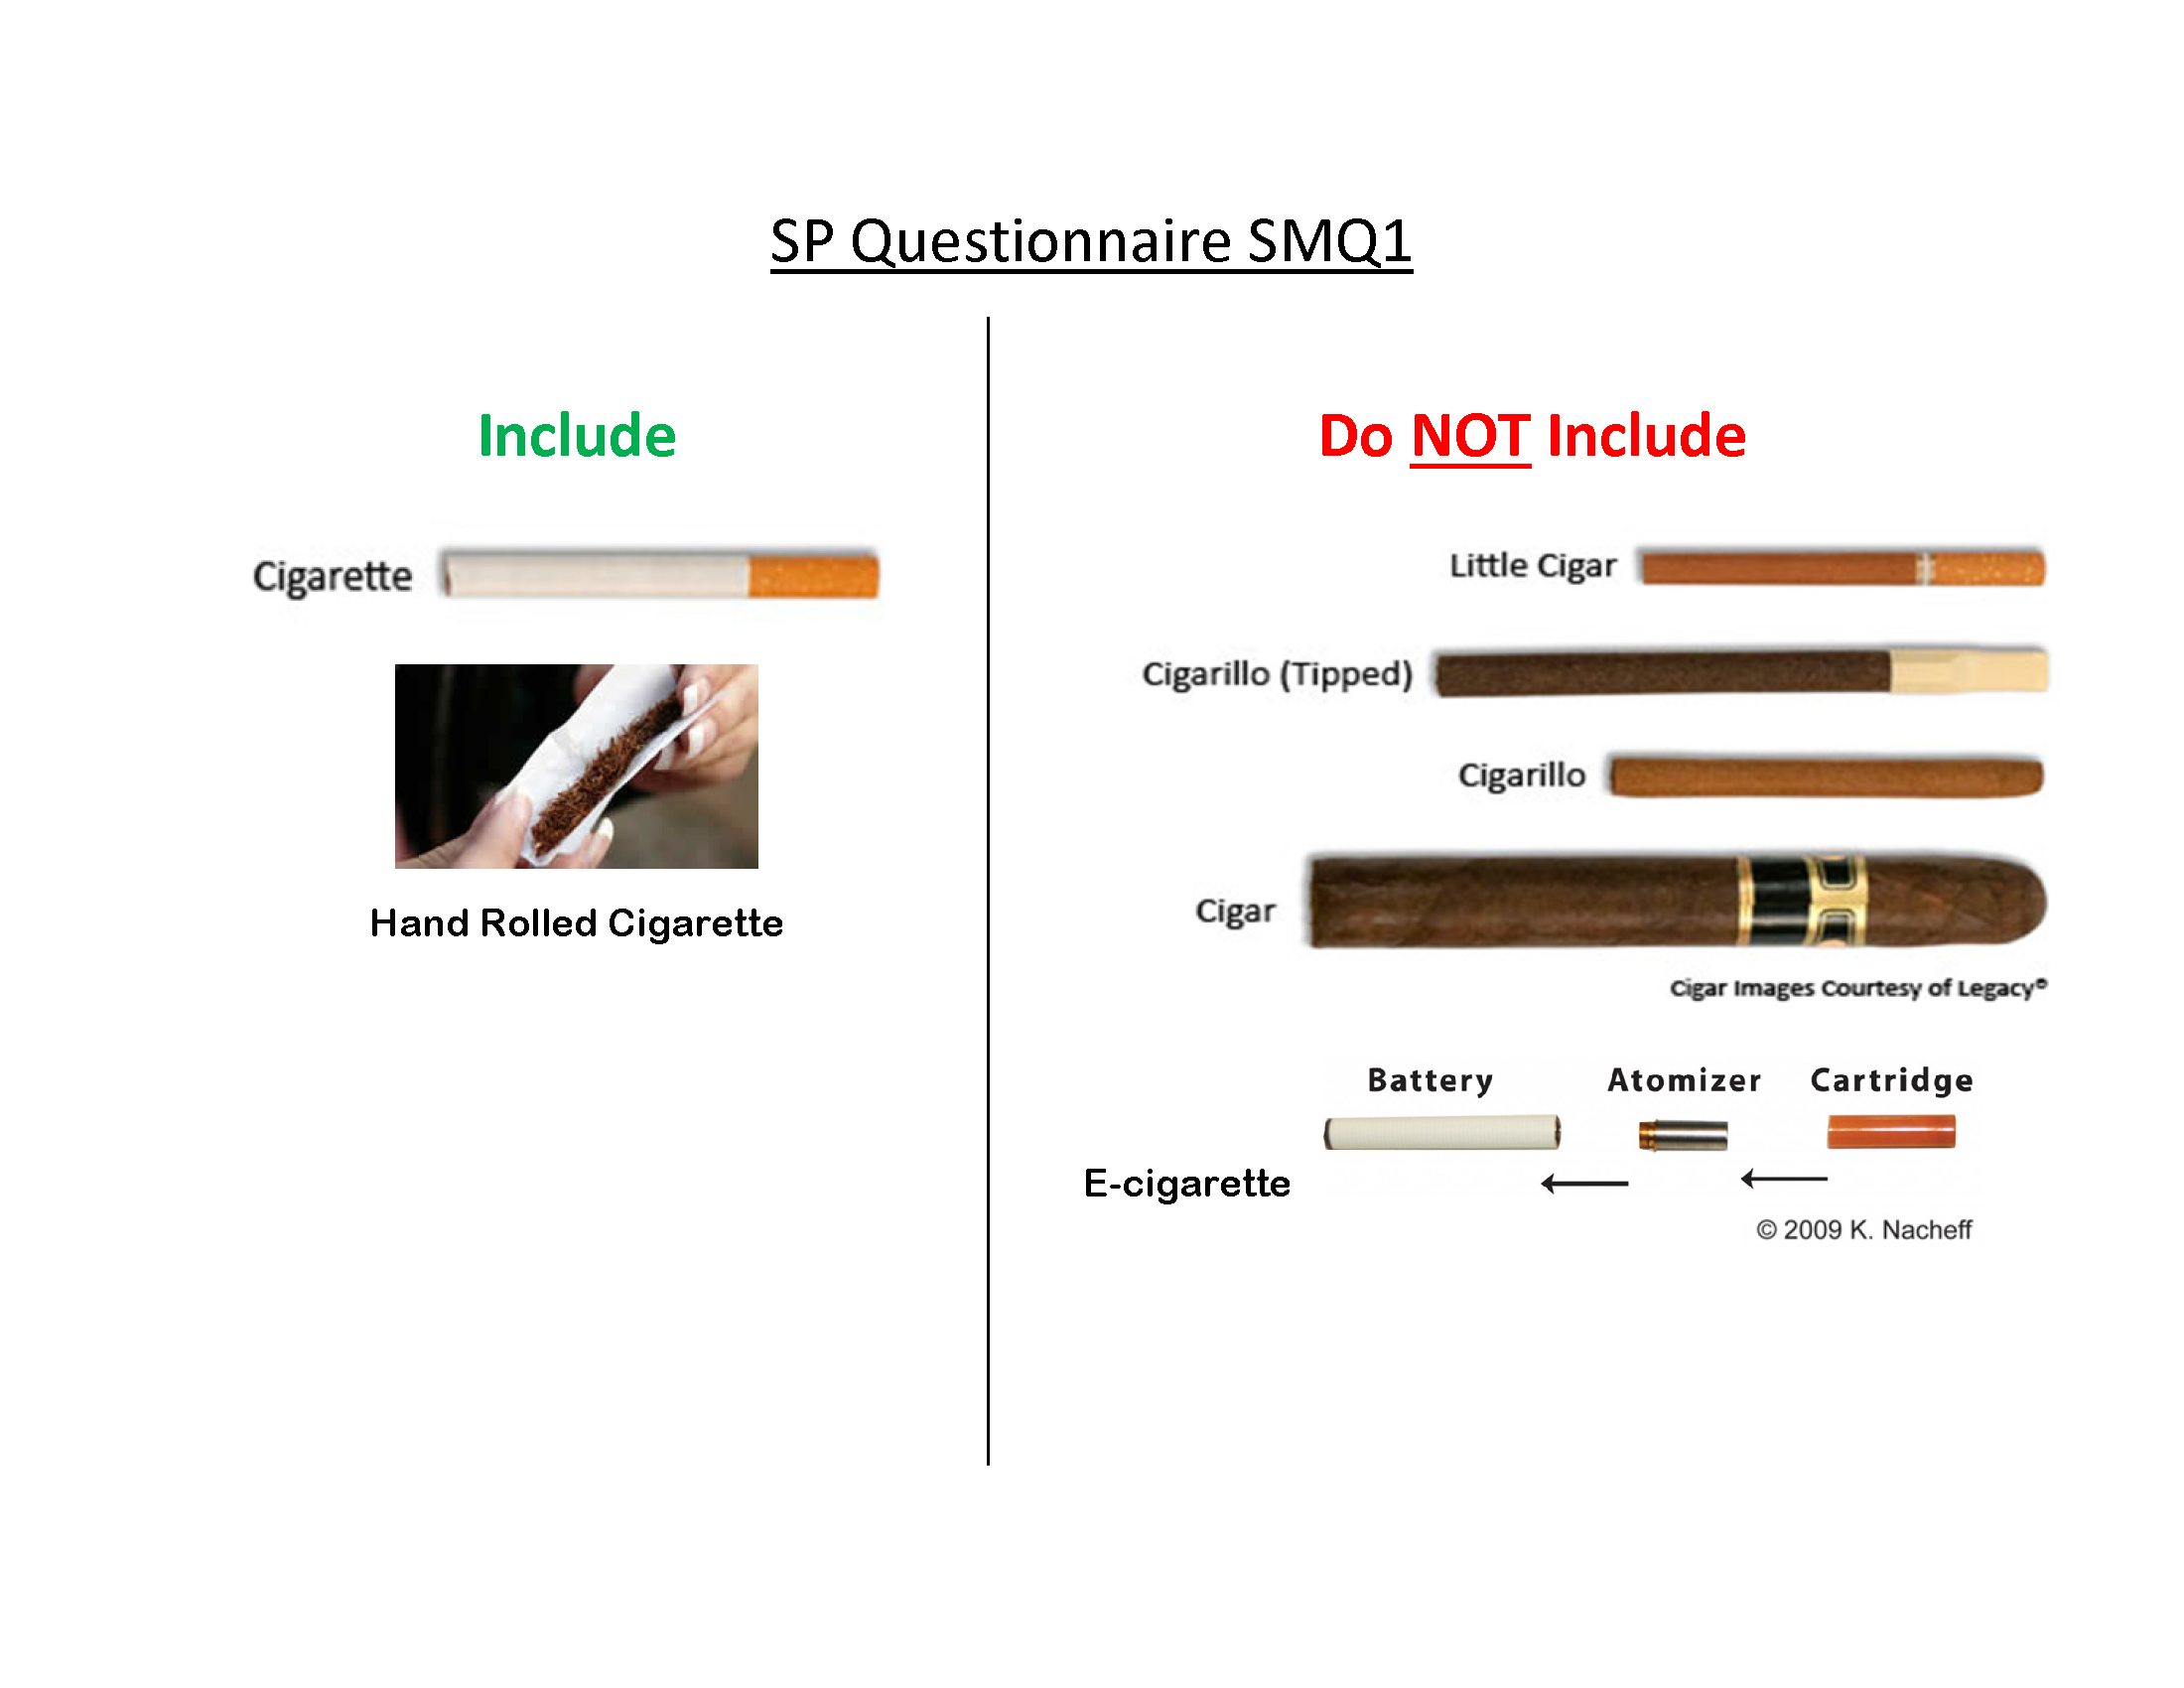 SP Questionnaire SMQ1
Include
Cigarette
Hand Rolled Cigarette
Do NOT Include
Little Cigar
Cigarillo (Tipped)
Cigarillo
Cigar
Cigar Images Courtesy of Legacy©
Battery Atomizer Cartridge
E-cigarette
© 2009 K. Nacheff